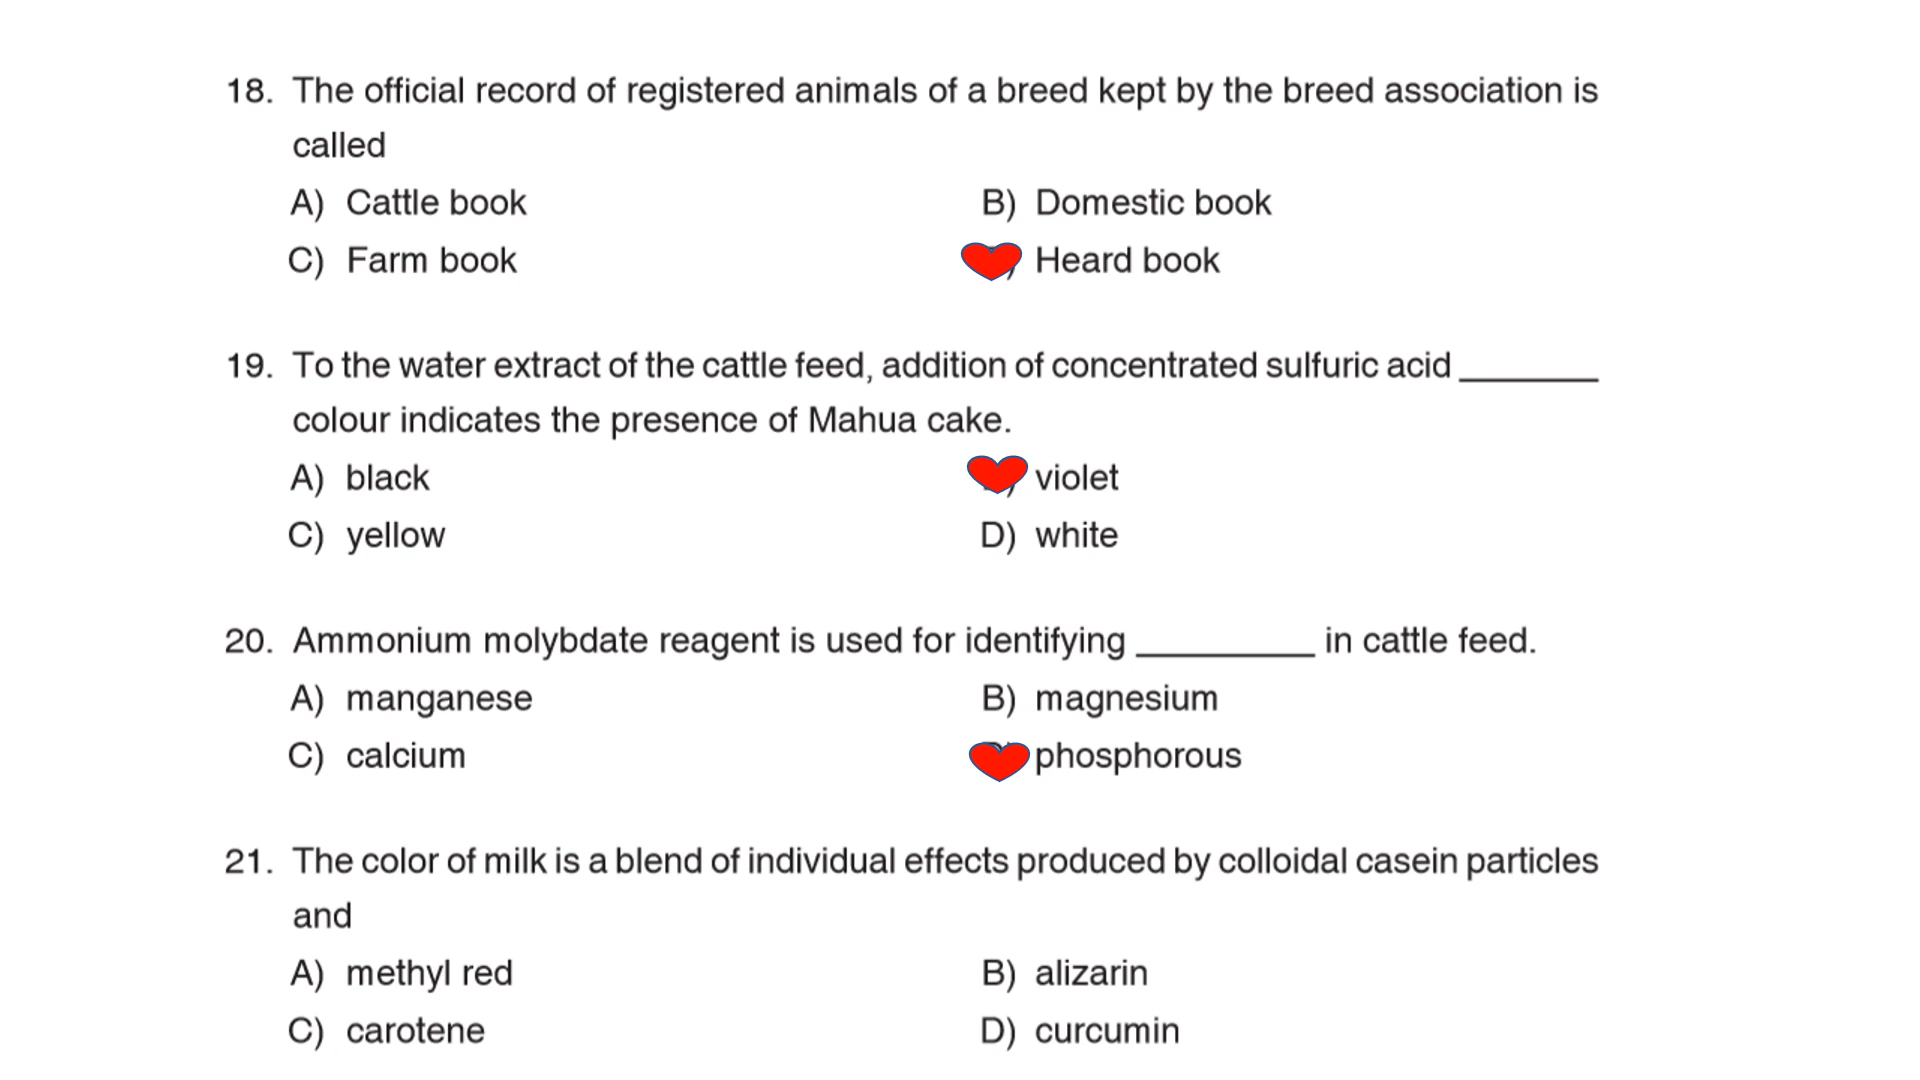 18. The official record of registered animals of a breed kept by the breed association is
called
A) Cattle book B) Domestic book
C) Farm book Heard book
19. To the water extract of the cattle feed, addition of concentrated sulfuric acid ________
colour indicates the presence of Mahua cake.
A) black violet
C) yellow D) white
20. Ammonium molybdate reagent is used for identifying __________ in cattle feed.
A) manganese B) magnesium
C) calcium phosphorous
21. The color of milk is a blend of individual effects produced by colloidal casein particles
and
A) methyl red B) alizarin
C) carotene D) curcumin